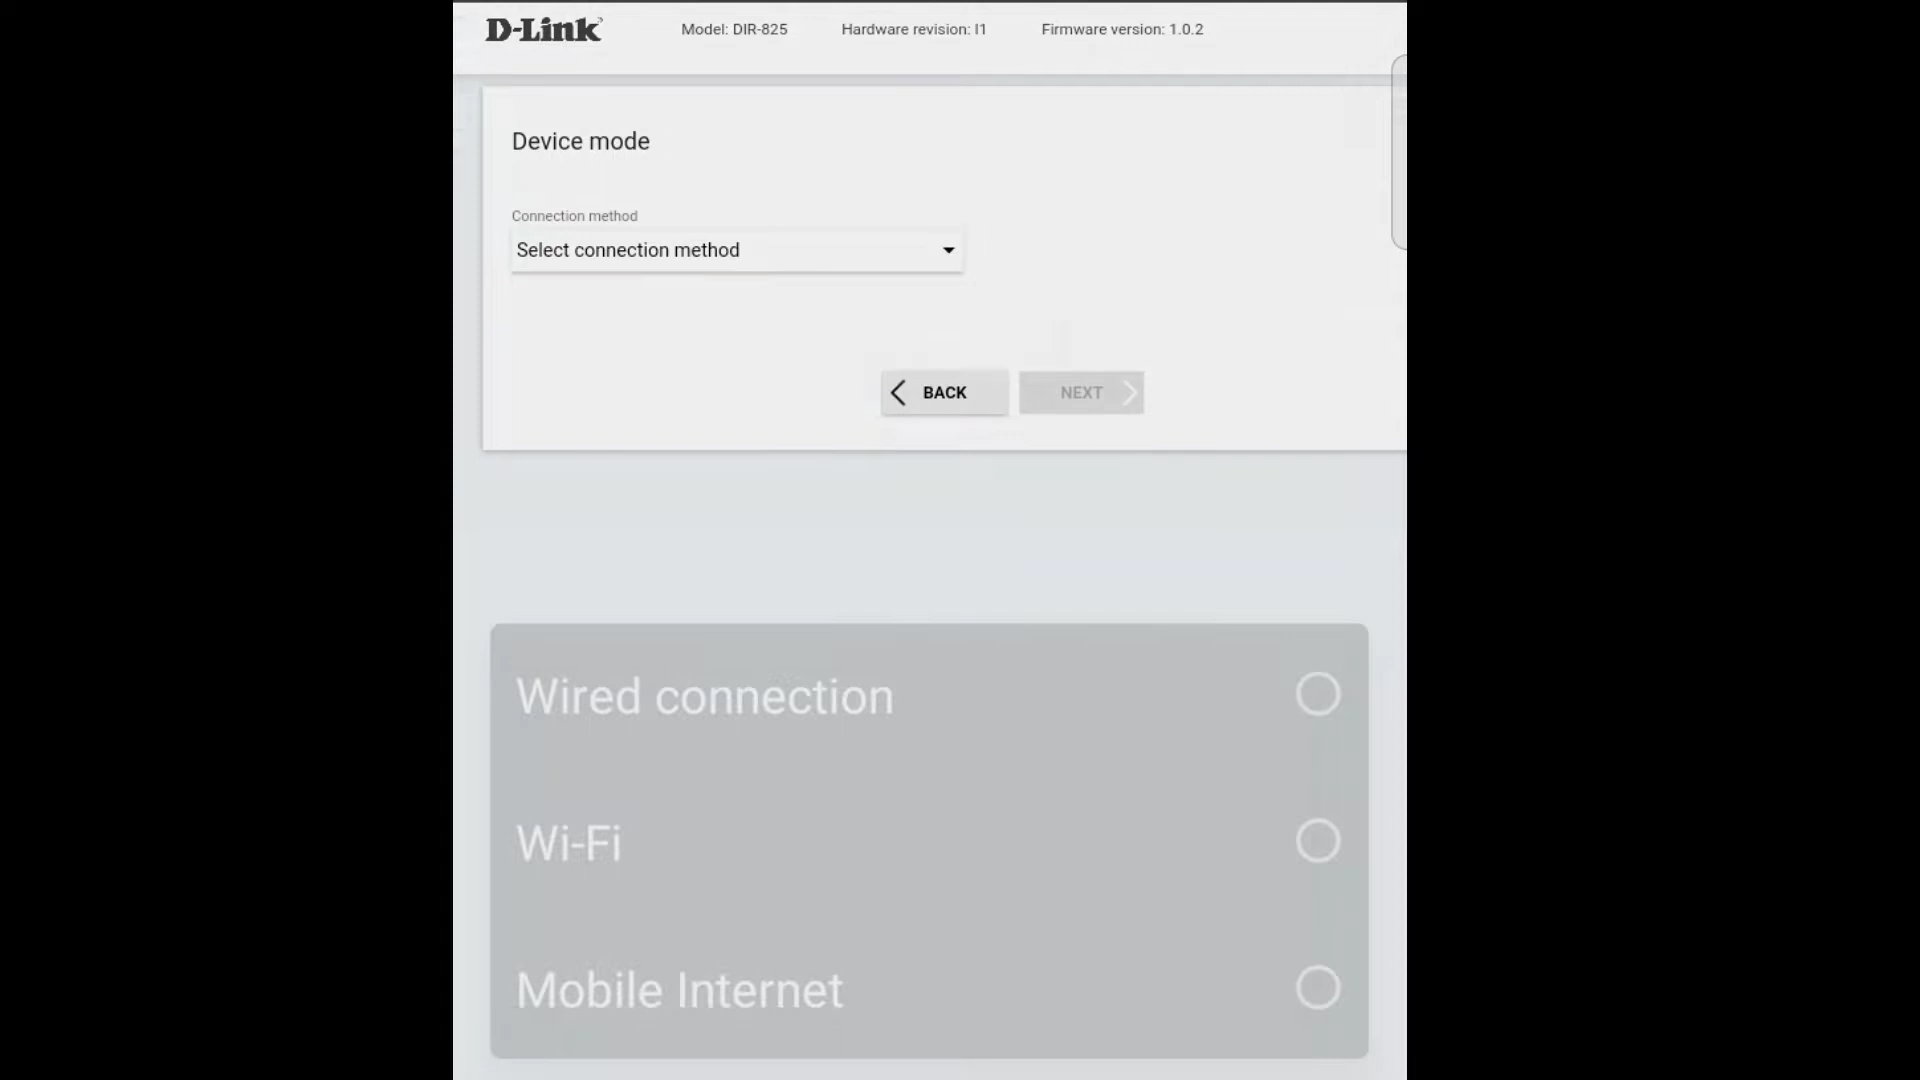 D-Link
Model: DIR-825
Hardware revision: I1
Firmware version: 1.0.2
Device mode
Connection method
Select connection method
BACK
NEXT
Wired connection
Wi-Fi
Mobile Internet